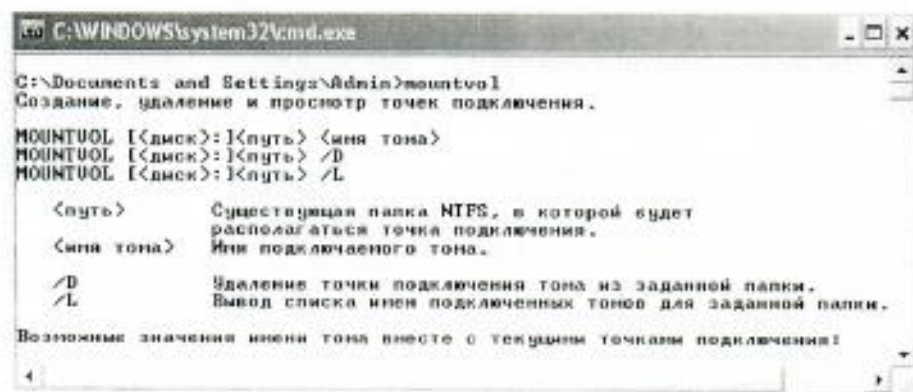 C:\WINDOWS\system32\cmd.exe
C:\Documents and Settings\Admin>mountvol
Создание, удаление и просмотр точек подключения.
MOUNTVOL [<диск>:]<путь> <имя тома>
MOUNTVOL [<диск>:]<путь> /D
MOUNTVOL [<диск>:]<путь> /L
<путь> Существующая папка NTFS, в которой будет
располагаться точка подключения.
<имя тома> Имя подключаемого тома.
/D Удаление точки подключения тома из заданной папки.
/L Вывод списка имен подключенных томов для заданной папки.
Возможные значения имени тома вместе с текущими точками подключения: